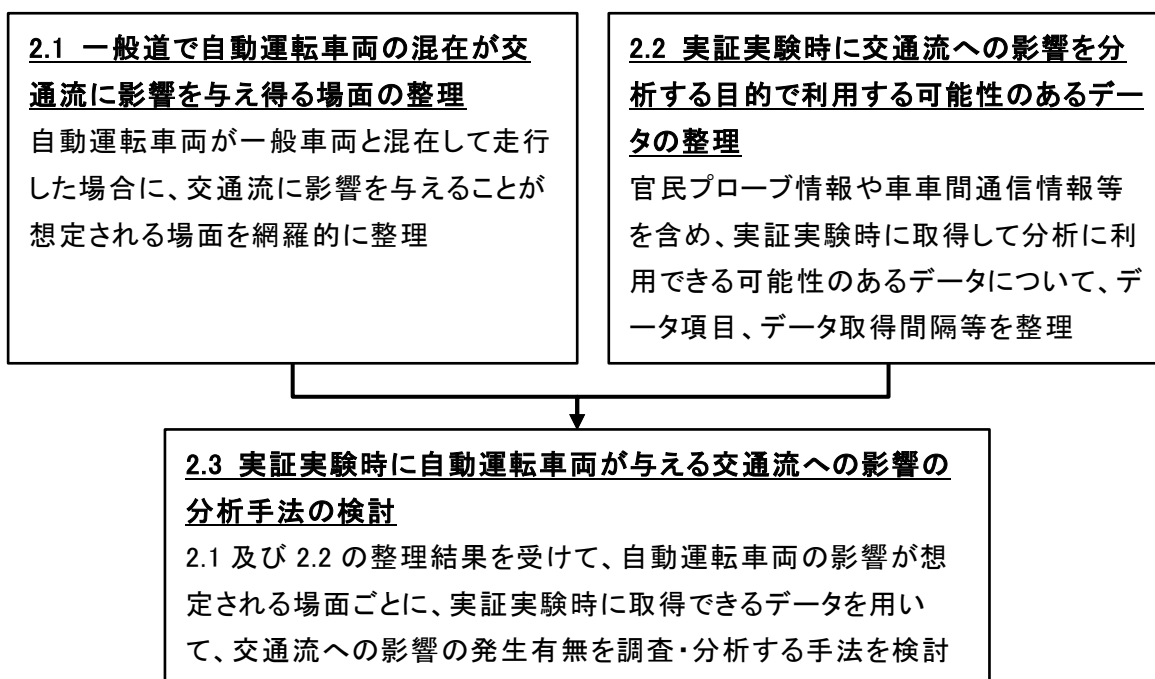 2.1 一般道で自動運転車両の混在が交
通流に影響を与え得る場面の整理
自動運転車両が一般車両と混在して走行
した場合に、交通流に影響を与えることが
想定される場面を網羅的に整理
2.2 実証実験時に交通流への影響を分
析する目的で利用する可能性のあるデー
タの整理
官民プローブ情報や車車間通信情報等
を含め、実証実験時に取得して分析に利
用できる可能性のあるデータについて、デ
ータ項目、データ取得間隔等を整理
2.3 実証実験時に自動運転車両が与える交通流への影響の
分析手法の検討
2.1 及び 2.2 の整理結果を受けて、自動運転車両の影響が想
定される場面ごとに、実証実験時に取得できるデータを用い
て、交通流への影響の発生有無を調査・分析する手法を検討